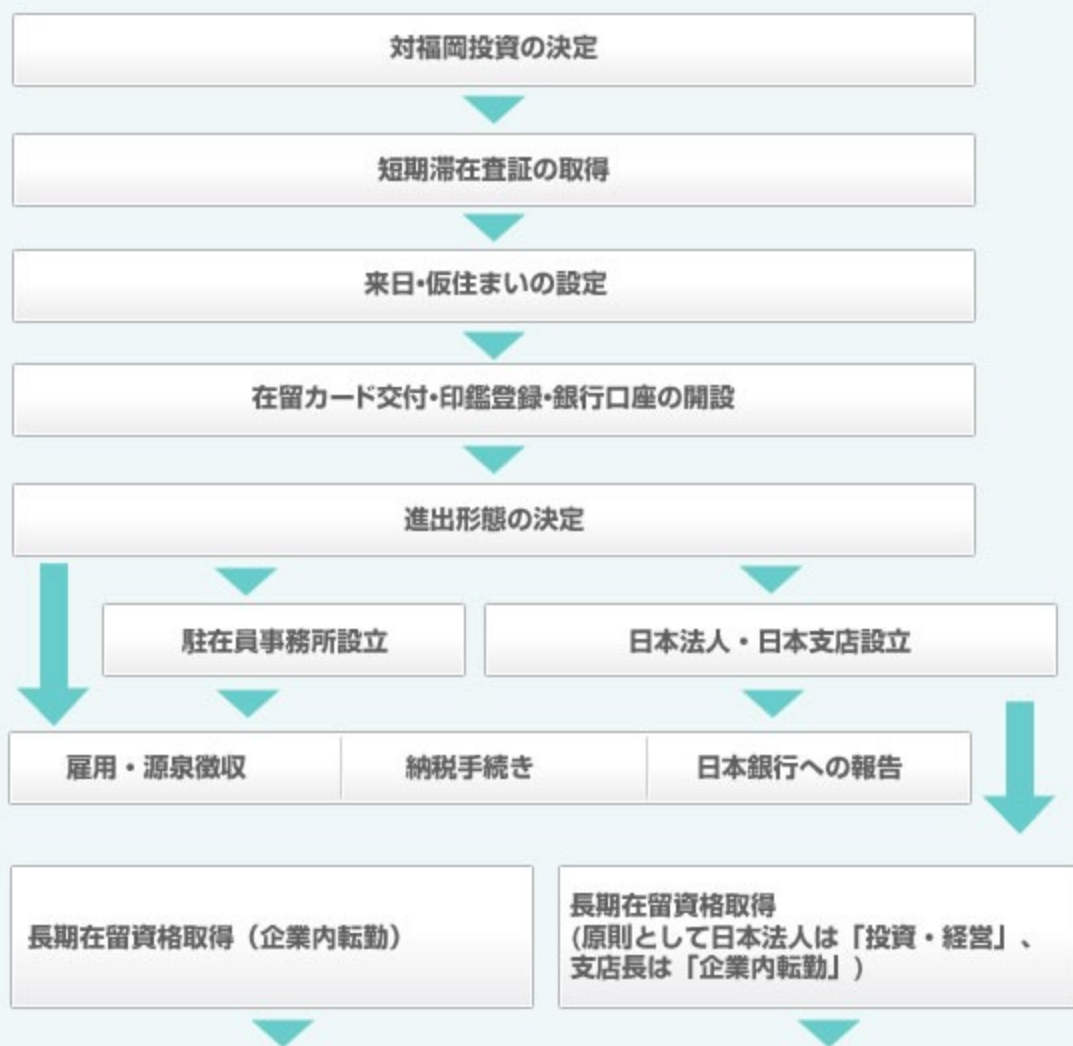 対福岡投資の決定
短期滞在査証の取得
来日・仮住まいの設定
在留カード交付・印鑑登録・銀行口座の開設
進出形態の決定
駐在員事務所設立
日本法人・日本支店設立
雇用・源泉徴収
納税手続き
日本銀行への報告
長期在留資格取得（企業内転勤）
長期在留資格取得
(原則として日本法人は「投資・経営」、
支店長は「企業内転勤」)